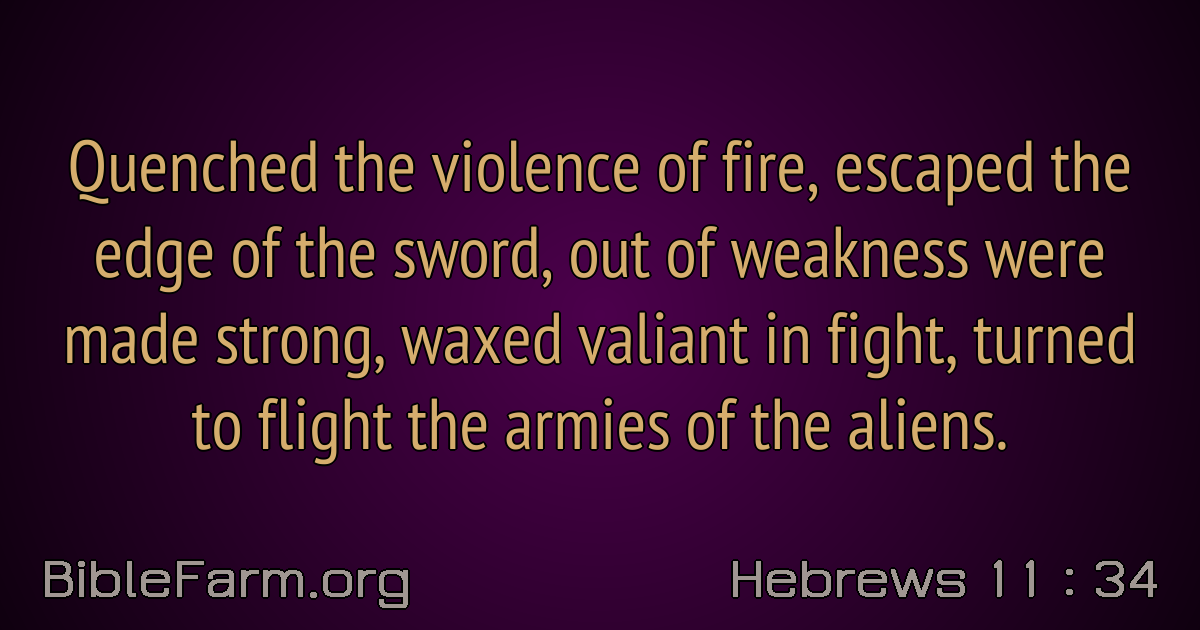 Quenched the violence of fire, escaped the
edge of the sword, out of weakness were
made strong, waxed valiant in fight, turned
to flight the armies of the aliens.
BibleFarm.org
Hebrews 11 : 34